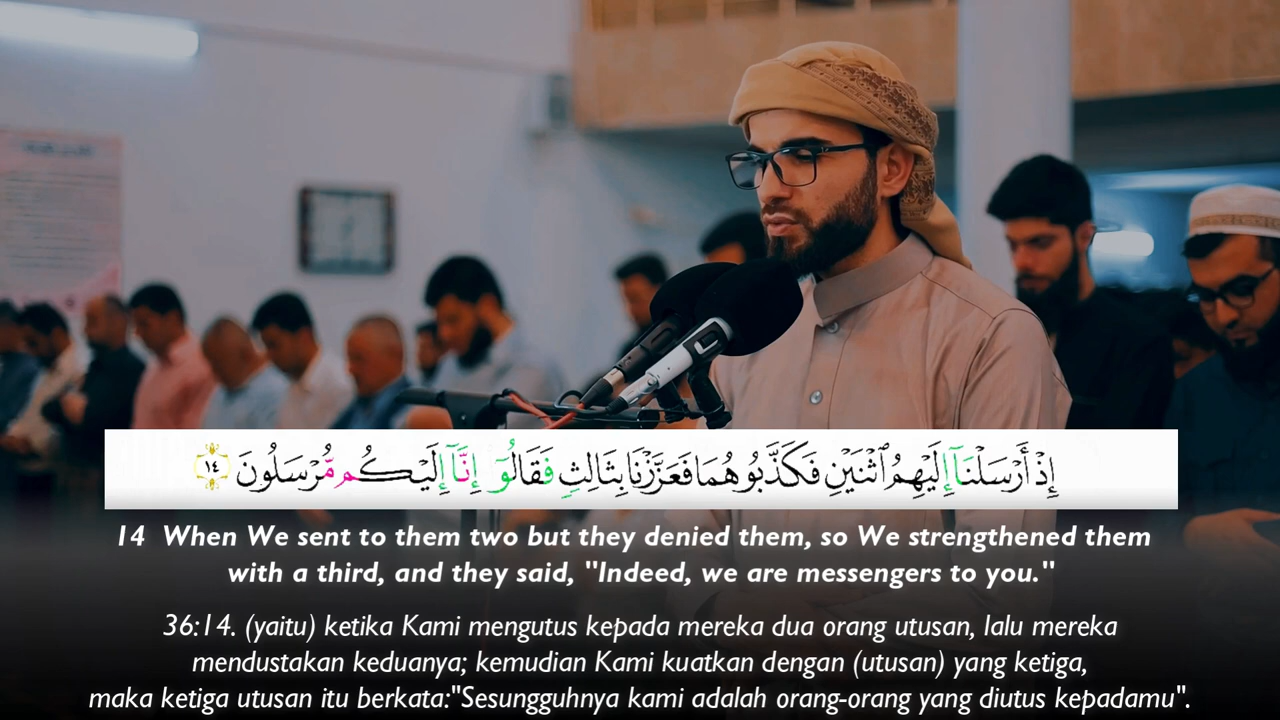 إِذْ أَرْسَلْنَآ إِلَيْهِمُ ٱثْنَيْنِ فَكَذَّبُوهُمَا فَعَزَّزْنَا بِثَالِثٍ فَقَالُوٓا۟ إِنَّآ إِلَيْكُم مُّرْسَلُونَ ١٤
14 When We sent to them two but they denied them, so We strengthened them
with a third, and they said, "Indeed, we are messengers to you."
36:14. (yaitu) ketika Kami mengutus kepada mereka dua orang utusan, lalu mereka
mendustakan keduanya; kemudian Kami kuatkan dengan (utusan) yang ketiga,
maka ketiga utusan itu berkata:"Sesungguhnya kami adalah orang-orang yang diutus kepadamu".